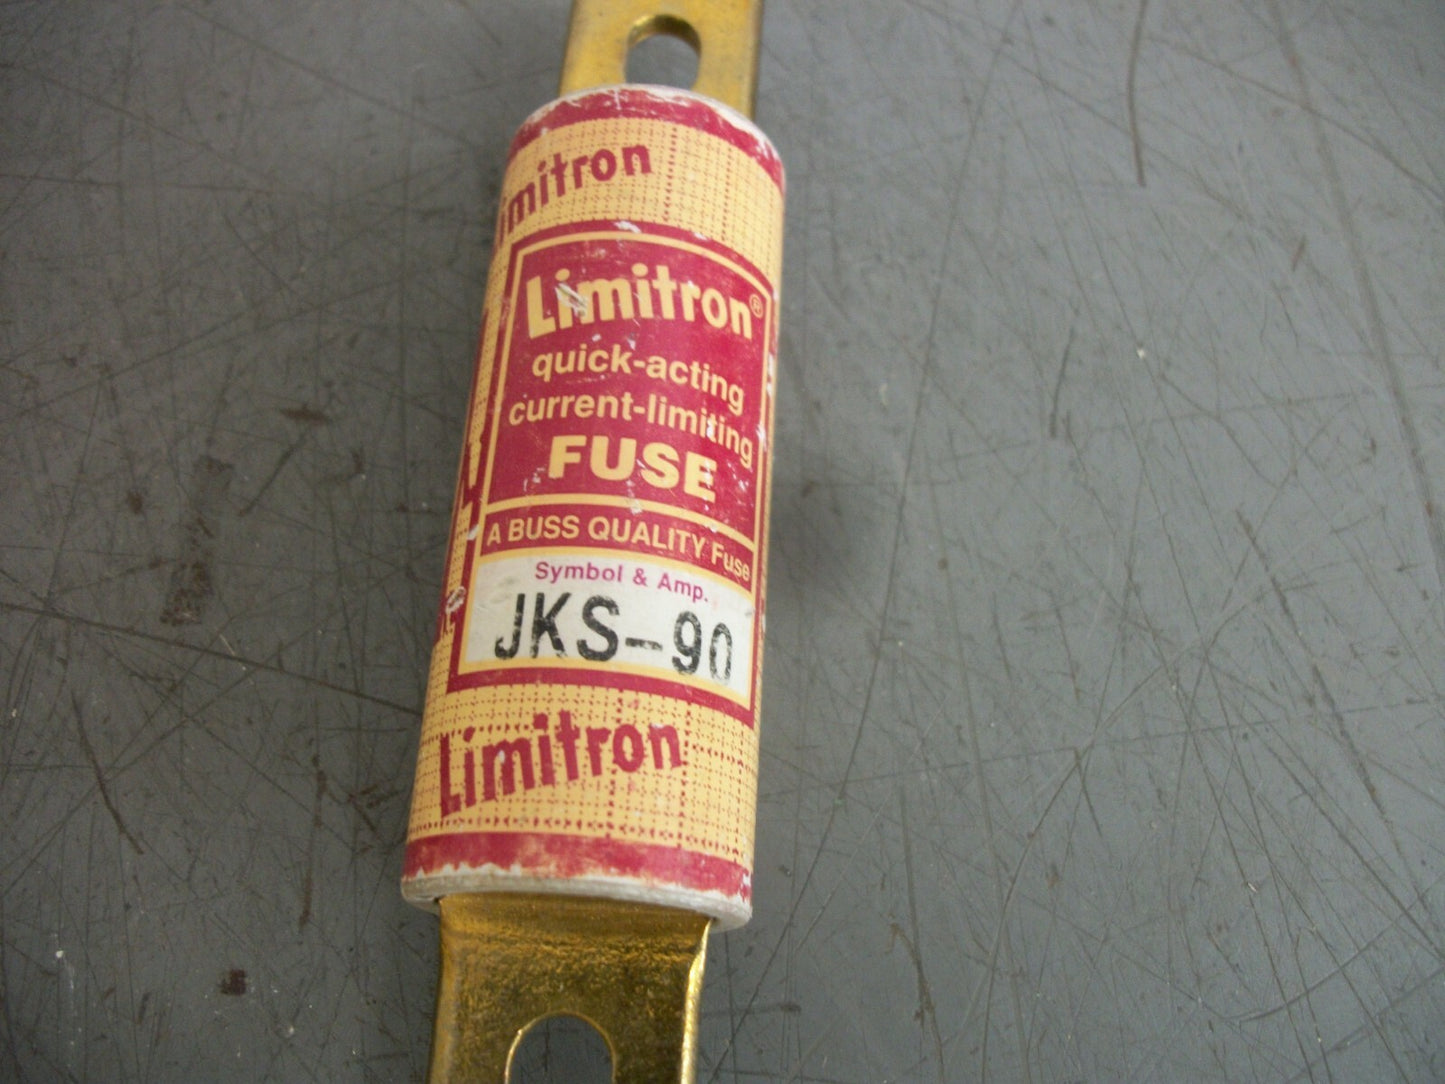 Limitron
Limitron®
quick-acting
current-limiting
FUSE
A BUSS QUALITY Fuse
Symbol & Amp.
JKS-90
Limitron